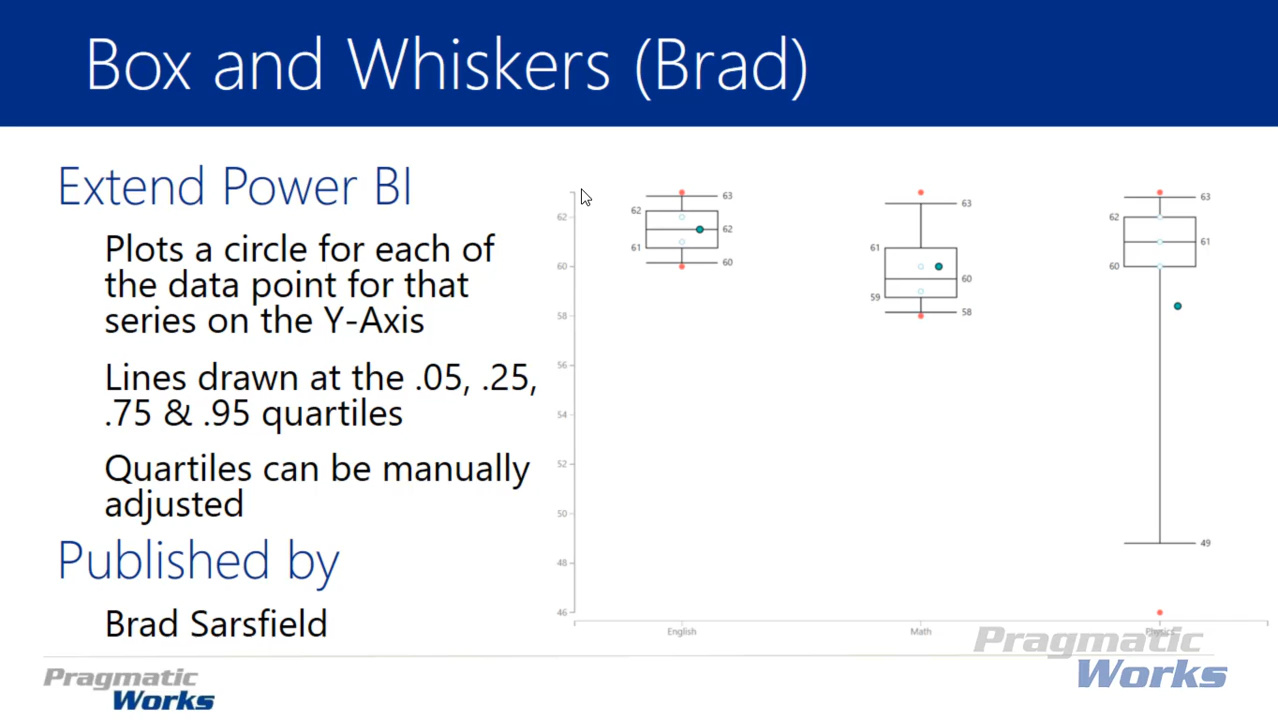 Box and Whiskers (Brad)
Extend Power BI
Plots a circle for each of
the data point for that
series on the Y-Axis
Lines drawn at the .05, .25,
.75 & .95 quartiles
Quartiles can be manually
adjusted
Published by
Brad Sarsfield
62
60
58
56
54
52
50
48
46
63
62
62
61
60
63
61
60
59
58
63
62
61
60
49
English
Math
Physics
Pragmatic
Works
Pragmatic
Works